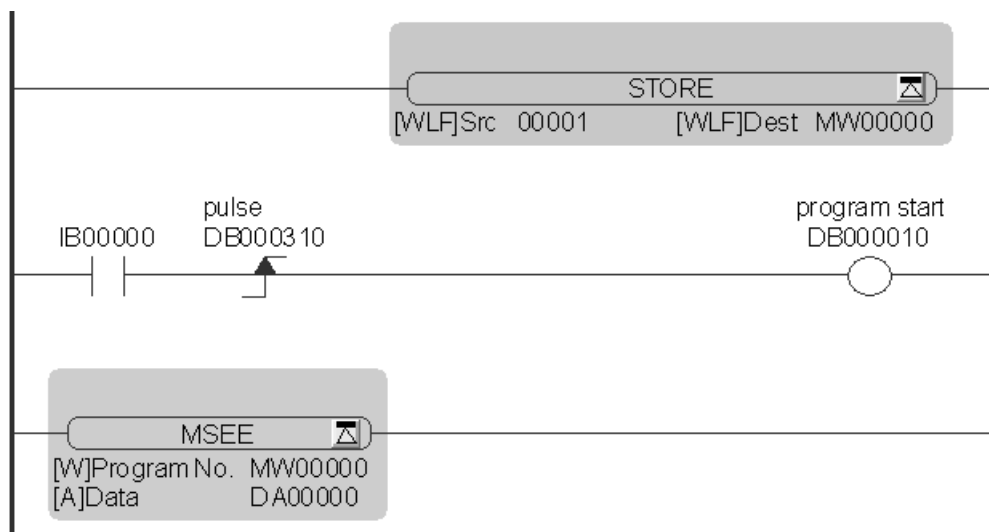 STORE
[WLF]Src 00001 [WLF]Dest MW00000
pulse program start
IB00000 DB000310 DB000010
MSEE
[W]Program No. MW00000
[A]Data DA00000